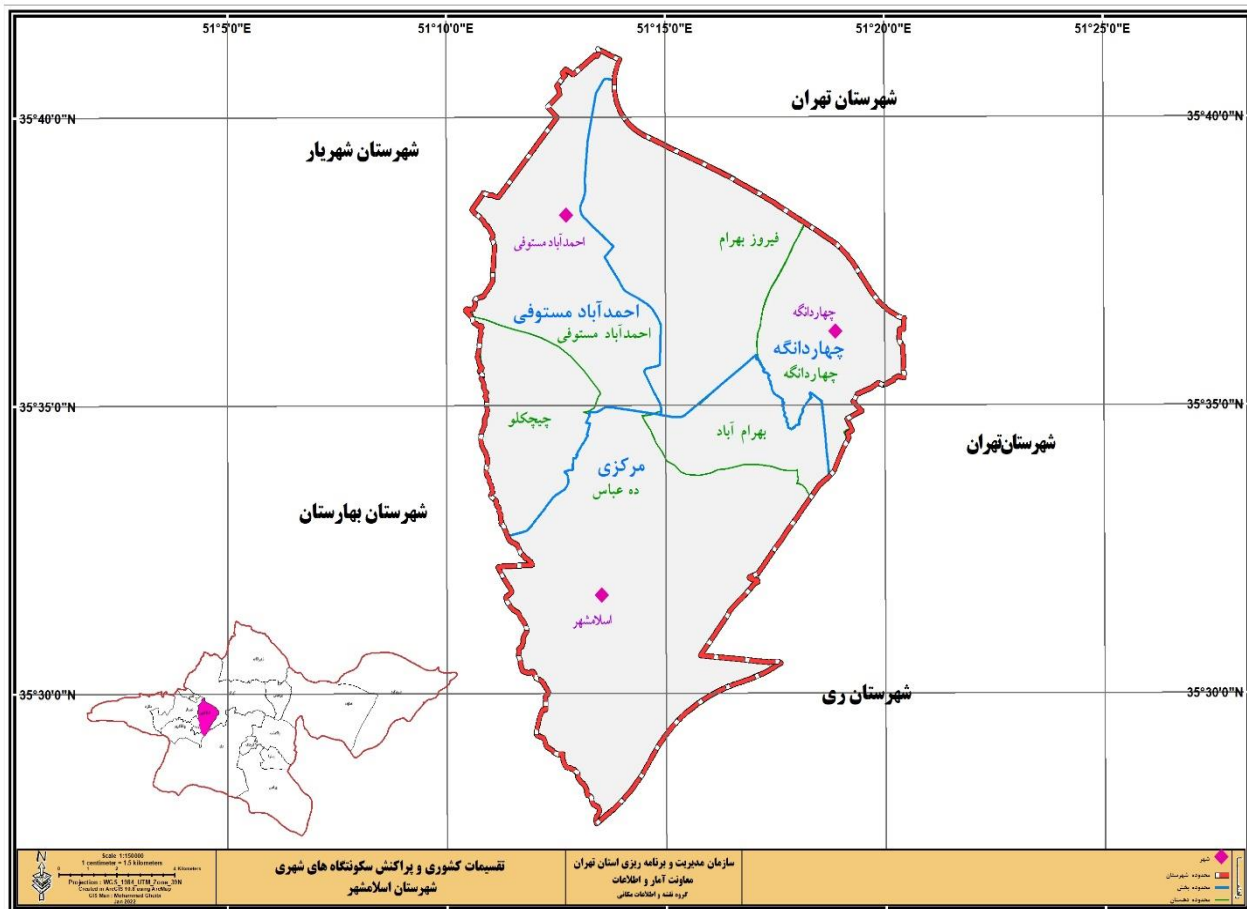 51°5'0"E
51°10'0"E
51°15'0"E
51°20'0"E
51°25'0"E
35°40'0"N
35°40'0"N
شهرستان تهران
شهرستان شهریار
احمدآباد مستوفی
فیروز بهرام
احمدآباد مستوفی
احمدآباد مستوفی
چهاردانگه
چهاردانگه
چهاردانگه
35°35'0"N
35°35'0"N
چیچکلو
بهرام آباد
شهرستان تهران
مرکزی
ده عباس
شهرستان بهارستان
اسلامشهر
35°30'0"N
35°30'0"N
شهرستان ری
N
Scale 1:150000
1 centimeter = 1.5 kilometers
Kilometers
Projection : WGS_1984_UTM_Zone_39N
Created in ArcGIS 10.8 using ArcMap
Jan 2022
تقسیمات کشوری و پراکنش سکونتگاه های شهری
شهرستان اسلامشهر
سازمان مدیریت و برنامه ریزی استان تهران
معاونت آمار و اطلاعات
گروه نقشه و اطلاعات مکانی
شهر
محدوده شهرستان
محدوده بخش
محدوده دهستان